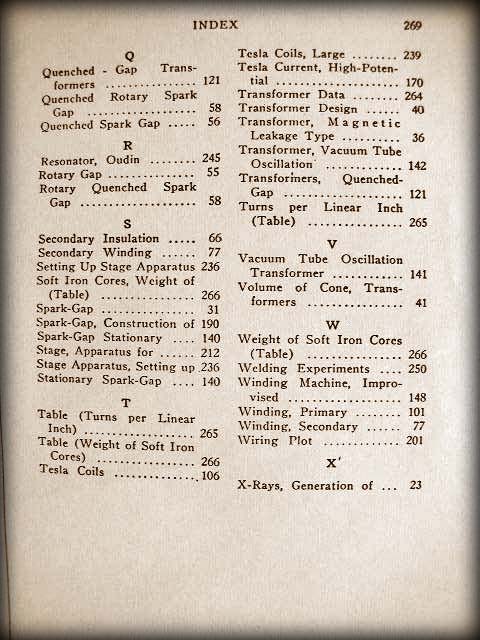 INDEX 269
Q
Quenched - Gap Trans-
formers ............... 121
Quenched Rotary Spark
Gap .................. 58
Quenched Spark Gap ..... 56
R
Resonator, Oudin ........ 245
Rotary Gap .............. 55
Rotary Quenched Spark
Gap .................. 58
S
Secondary Insulation ..... 66
Secondary Winding ....... 77
Setting Up Stage Apparatus 236
Soft Iron Cores, Weight of
(Table) ............... 266
Spark-Gap ............... 31
Spark-Gap, Construction of 190
Spark-Gap Stationary .... 140
Stage, Apparatus for ...... 212
Stage Apparatus, Setting up .236
Stationary Spark-Gap .... 140
T
Table (Turns per Linear
Inch) ................. 265
Table (Weight of Soft Iron
Cores) ................ 266
Tesla Coils ............. 106
Tesla Coils, Large ........ 239
Tesla Current, High-Poten-
tial ................... 170
Transformer Data ........ 264
Transformer Design ...... 40
Transformer, Magnetic
Leakage Type .......... 36
Transformer, Vacuum Tube
Oscillation ............. 142
Transformers, Quenched-
Gap .................. 121
Turns per Linear Inch
(Table) ............... 265
V
Vacuum Tube Oscillation
Transformer ............ 141
Volume of Cone, Trans-
formers ............... 41
W
Weight of Soft Iron Cores
(Table) ............... 266
Welding Experiments .... 250
Winding Machine, Impro-
vised ................. 148
Winding, Primary ........ 101
Winding, Secondary ...... 77
Wiring Plot ............. 201
X
X-Rays, Generation of ... 23